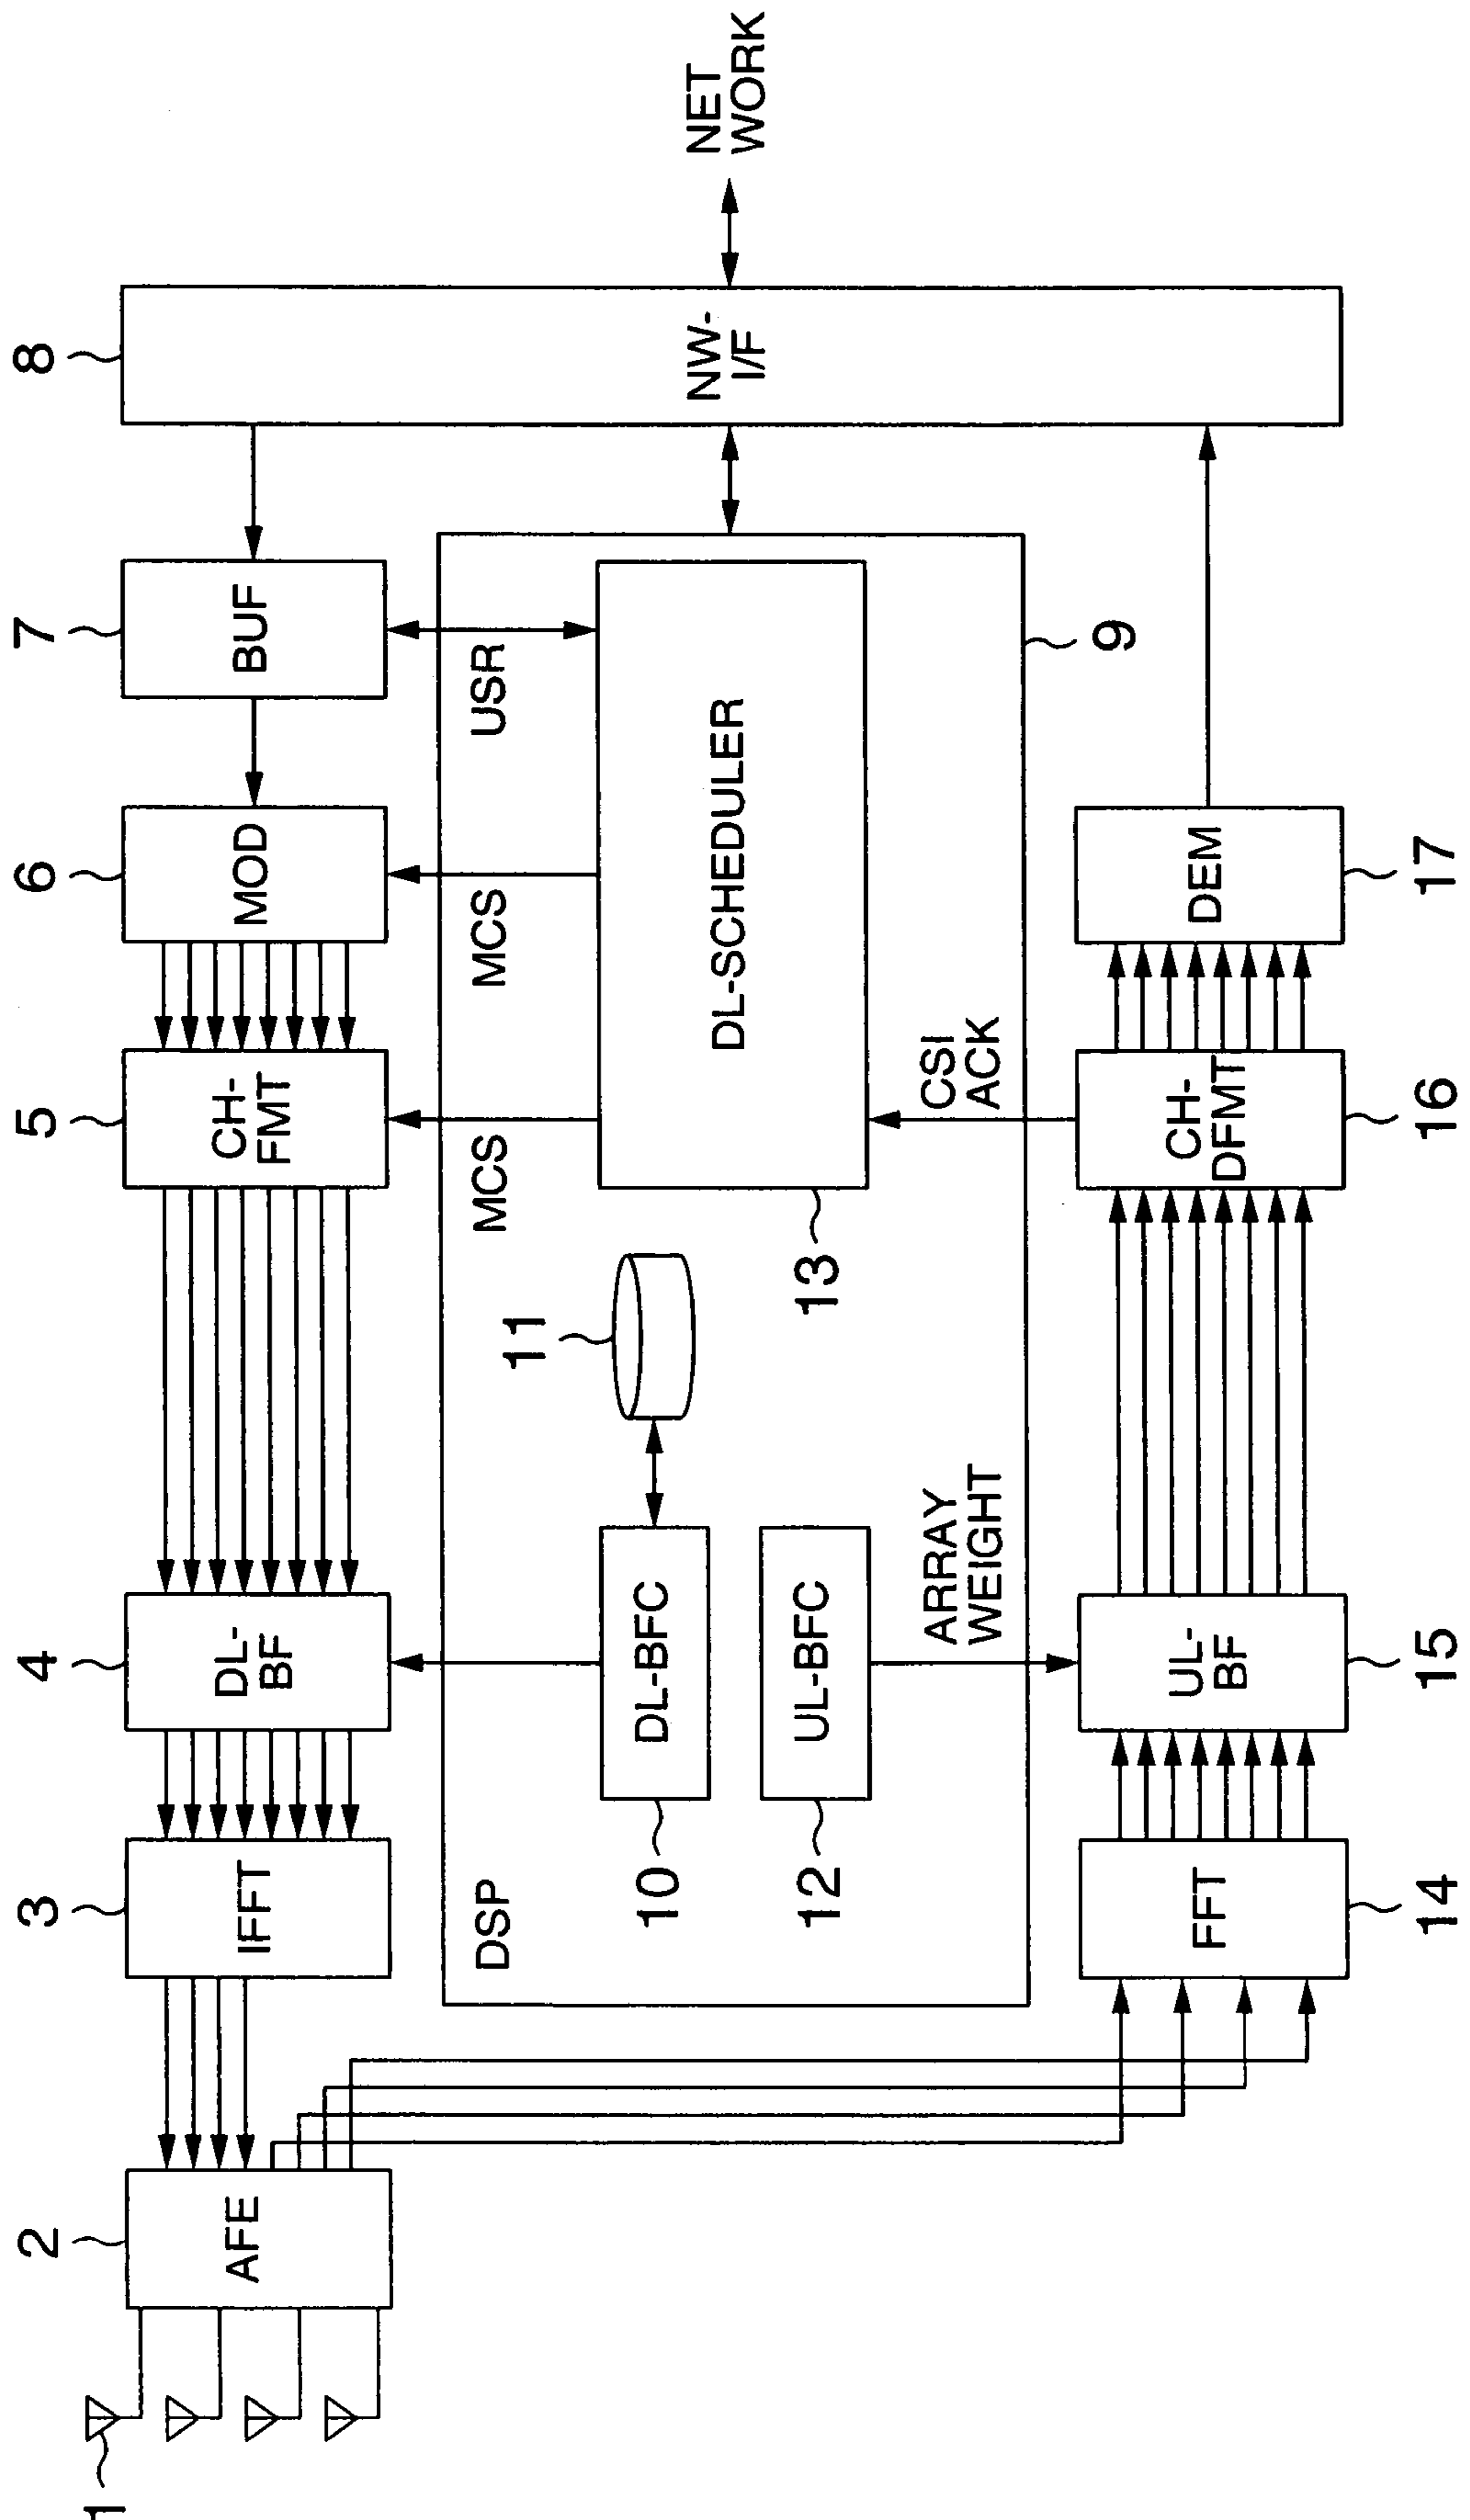 1
2
3
4
5
6
7
8
AFE
IFFT
DL-
BF
CH-
FMT
MOD
BUF
NW-
I/F
NET
WORK
DSP
MCS
MCS
USR
11
DL-BFC
10
UL-BFC
12
DL-SCHEDULER
13
ARRAY
WEIGHT
CSI
ACK
9
FFT
UL-
BF
CH-
DFMT
DEM
14
15
16
17